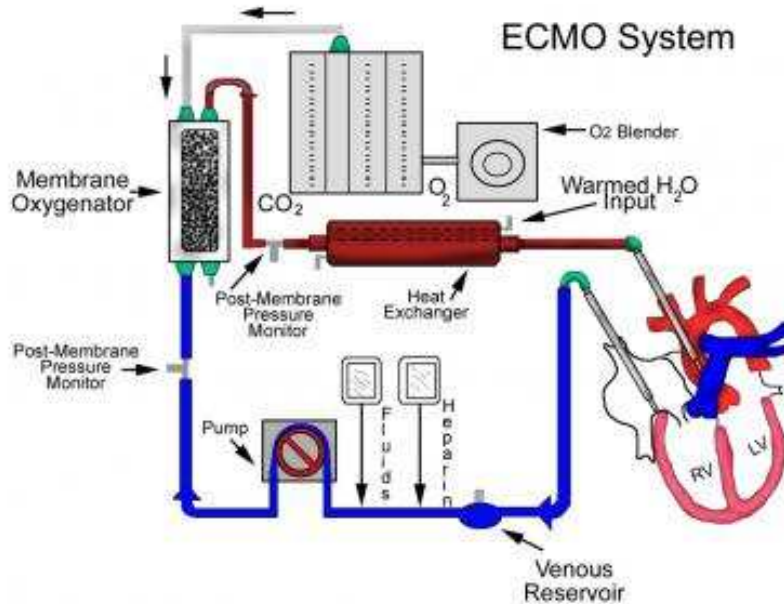 ECMO System
O2 Blender
Membrane
Oxygenator
CO2
O2
Warmed H2O
Input
Post-Membrane
Pressure
Monitor
Heat
Exchanger
Post-Membrane
Pressure
Monitor
Pump
Fluids
Heparin
RV
LV
Venous
Reservoir